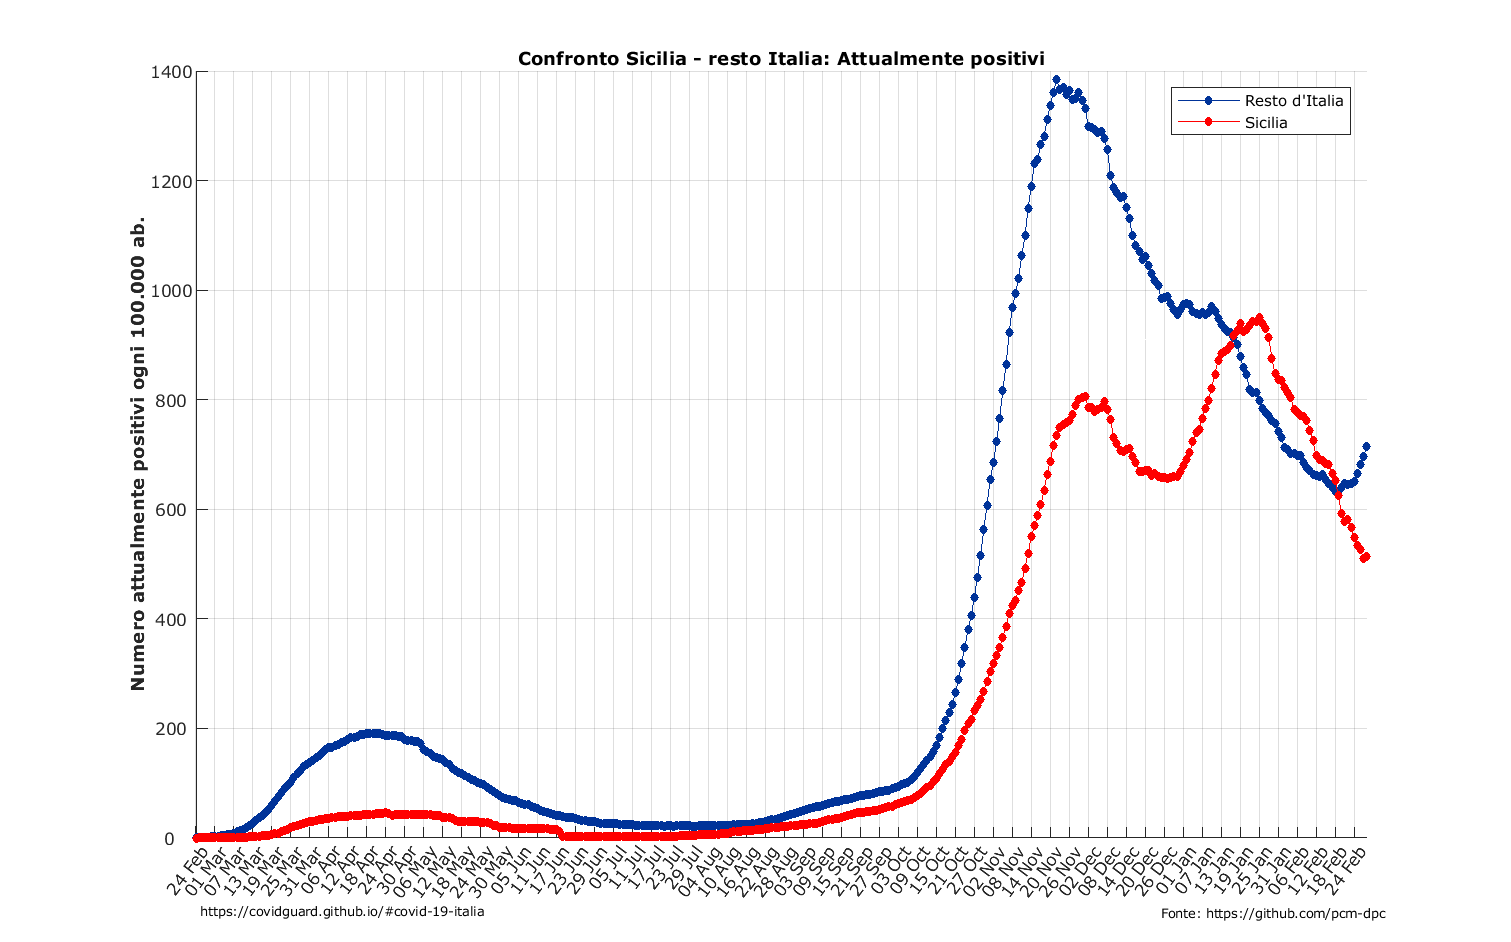 Confronto Sicilia - resto Italia: Attualmente positivi
Numero attualmente positivi ogni 100.000 ab.
1400
1200
1000
800
600
400
200
0
Resto d'Italia
Sicilia
24 Feb
01 Mar
07 Mar
13 Mar
19 Mar
25 Mar
31 Mar
06 Apr
12 Apr
18 Apr
24 Apr
30 Apr
06 May
12 May
18 May
24 May
30 May
05 Jun
11 Jun
17 Jun
23 Jun
29 Jun
05 Jul
11 Jul
17 Jul
23 Jul
29 Jul
04 Aug
10 Aug
16 Aug
22 Aug
28 Aug
03 Sep
09 Sep
15 Sep
21 Sep
27 Sep
03 Oct
09 Oct
15 Oct
21 Oct
27 Oct
02 Nov
08 Nov
14 Nov
20 Nov
26 Nov
02 Dec
08 Dec
14 Dec
20 Dec
26 Dec
01 Jan
07 Jan
13 Jan
19 Jan
25 Jan
31 Jan
06 Feb
12 Feb
18 Feb
24 Feb
https://covidguard.github.io/#covid-19-italia
Fonte: https://github.com/pcm-dpc